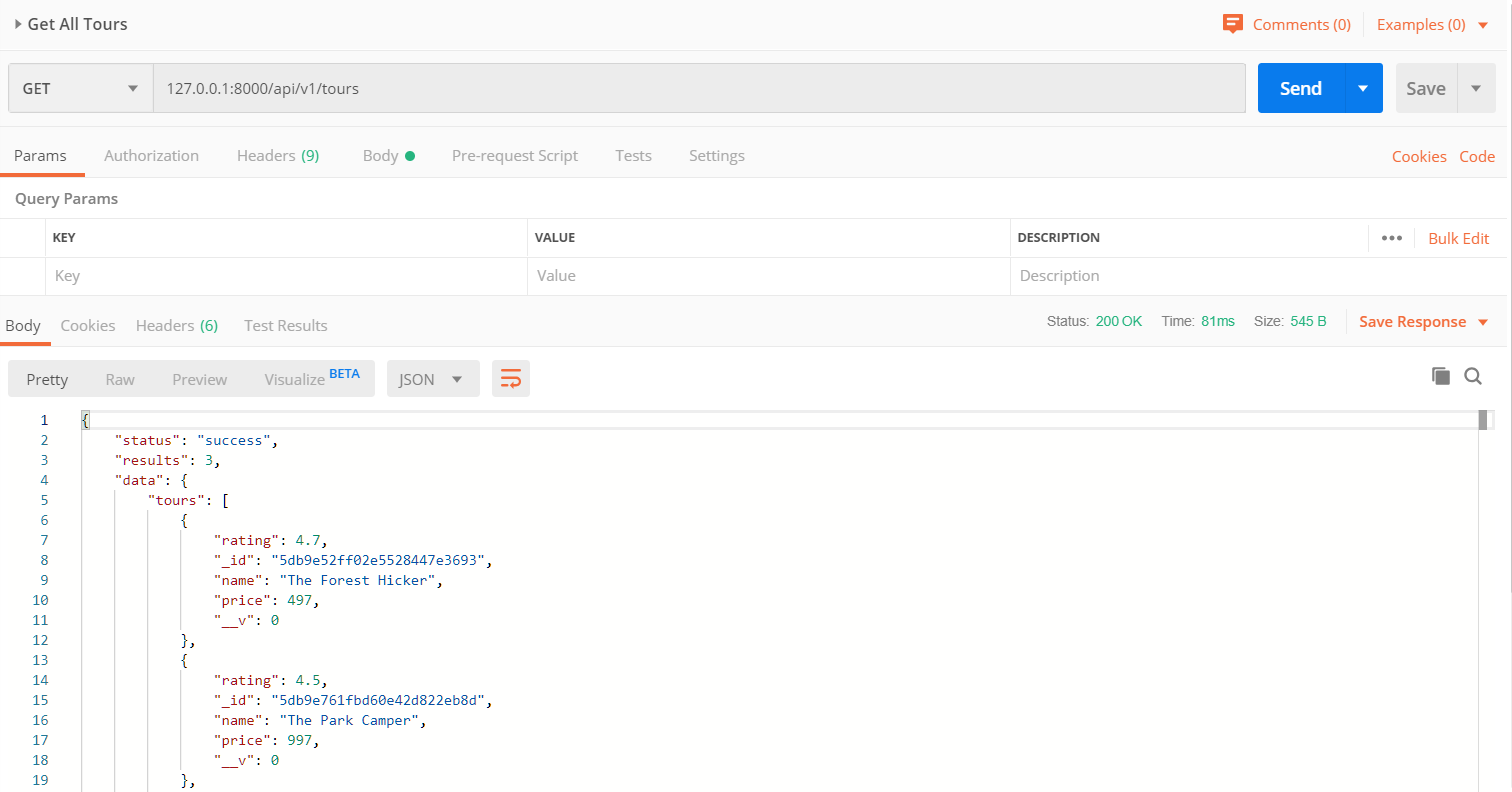 Get All Tours Comments (0) Examples (0)
GET 127.0.0.1:8000/api/v1/tours Send Save
Params Authorization Headers (9) Body Pre-request Script Tests Settings Cookies Code
Query Params
KEY VALUE DESCRIPTION ••• Bulk Edit
Key Value Description
Body Cookies Headers (6) Test Results Status: 200 OK Time: 81ms Size: 545 B Save Response
Pretty Raw Preview Visualize BETA JSON
1 {
2 "status": "success",
3 "results": 3,
4 "data": {
5 "tours": [
6 {
7 "rating": 4.7,
8 "_id": "5db9e52ff02e5528447e3693",
9 "name": "The Forest Hicker",
10 "price": 497,
11 "__v": 0
12 },
13 {
14 "rating": 4.5,
15 "_id": "5db9e761fbd60e42d822eb8d",
16 "name": "The Park Camper",
17 "price": 997,
18 "__v": 0
19 },